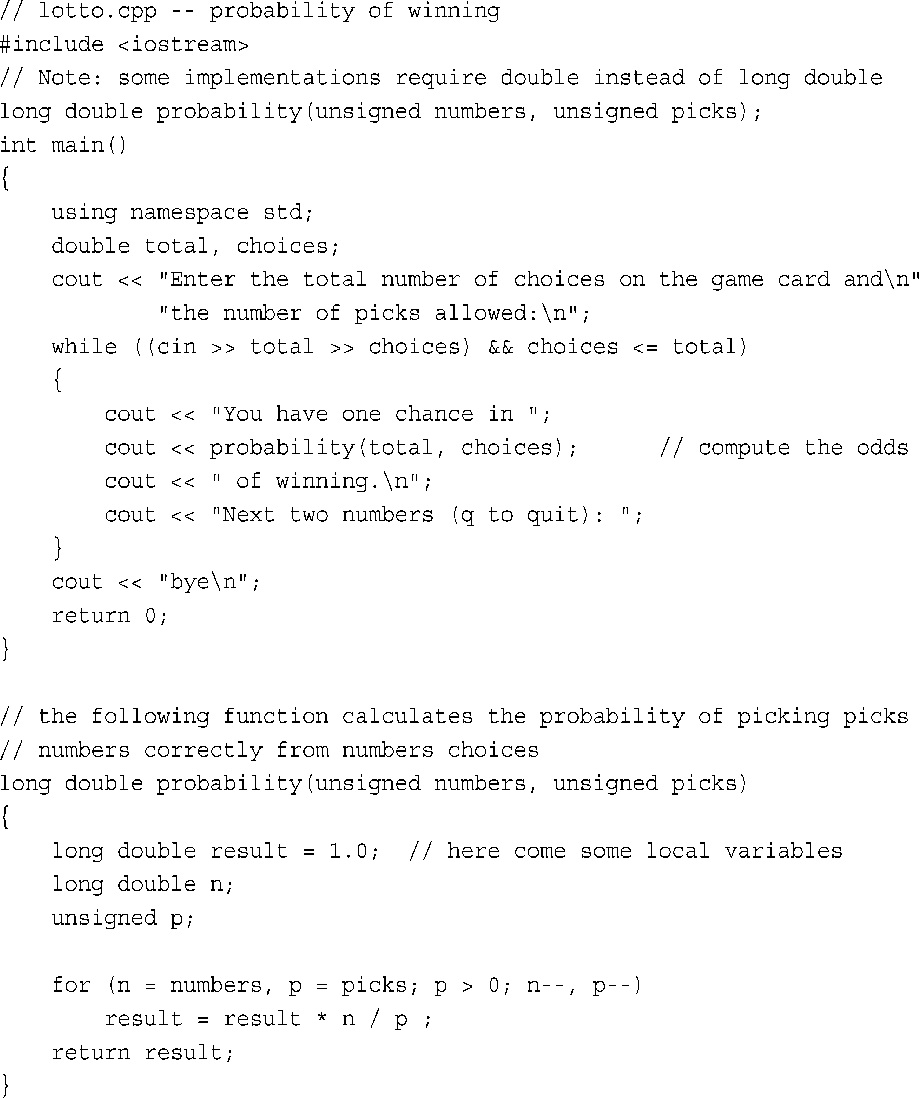 // lotto.cpp -- probability of winning
#include <iostream>
// Note: some implementations require double instead of long double
long double probability(unsigned numbers, unsigned picks);
int main()
{
    using namespace std;
    double total, choices;
    cout << "Enter the total number of choices on the game card and\n"
            "the number of picks allowed:\n";
    while ((cin >> total >> choices) && choices <= total)
    {
        cout << "You have one chance in ";
        cout << probability(total, choices);      // compute the odds
        cout << " of winning.\n";
        cout << "Next two numbers (q to quit): ";
    }
    cout << "bye\n";
    return 0;
}

// the following function calculates the probability of picking picks
// numbers correctly from numbers choices
long double probability(unsigned numbers, unsigned picks)
{
    long double result = 1.0;  // here come some local variables
    long double n;
    unsigned p;

    for (n = numbers, p = picks; p > 0; n--, p--)
        result = result * n / p ;
    return result;
}